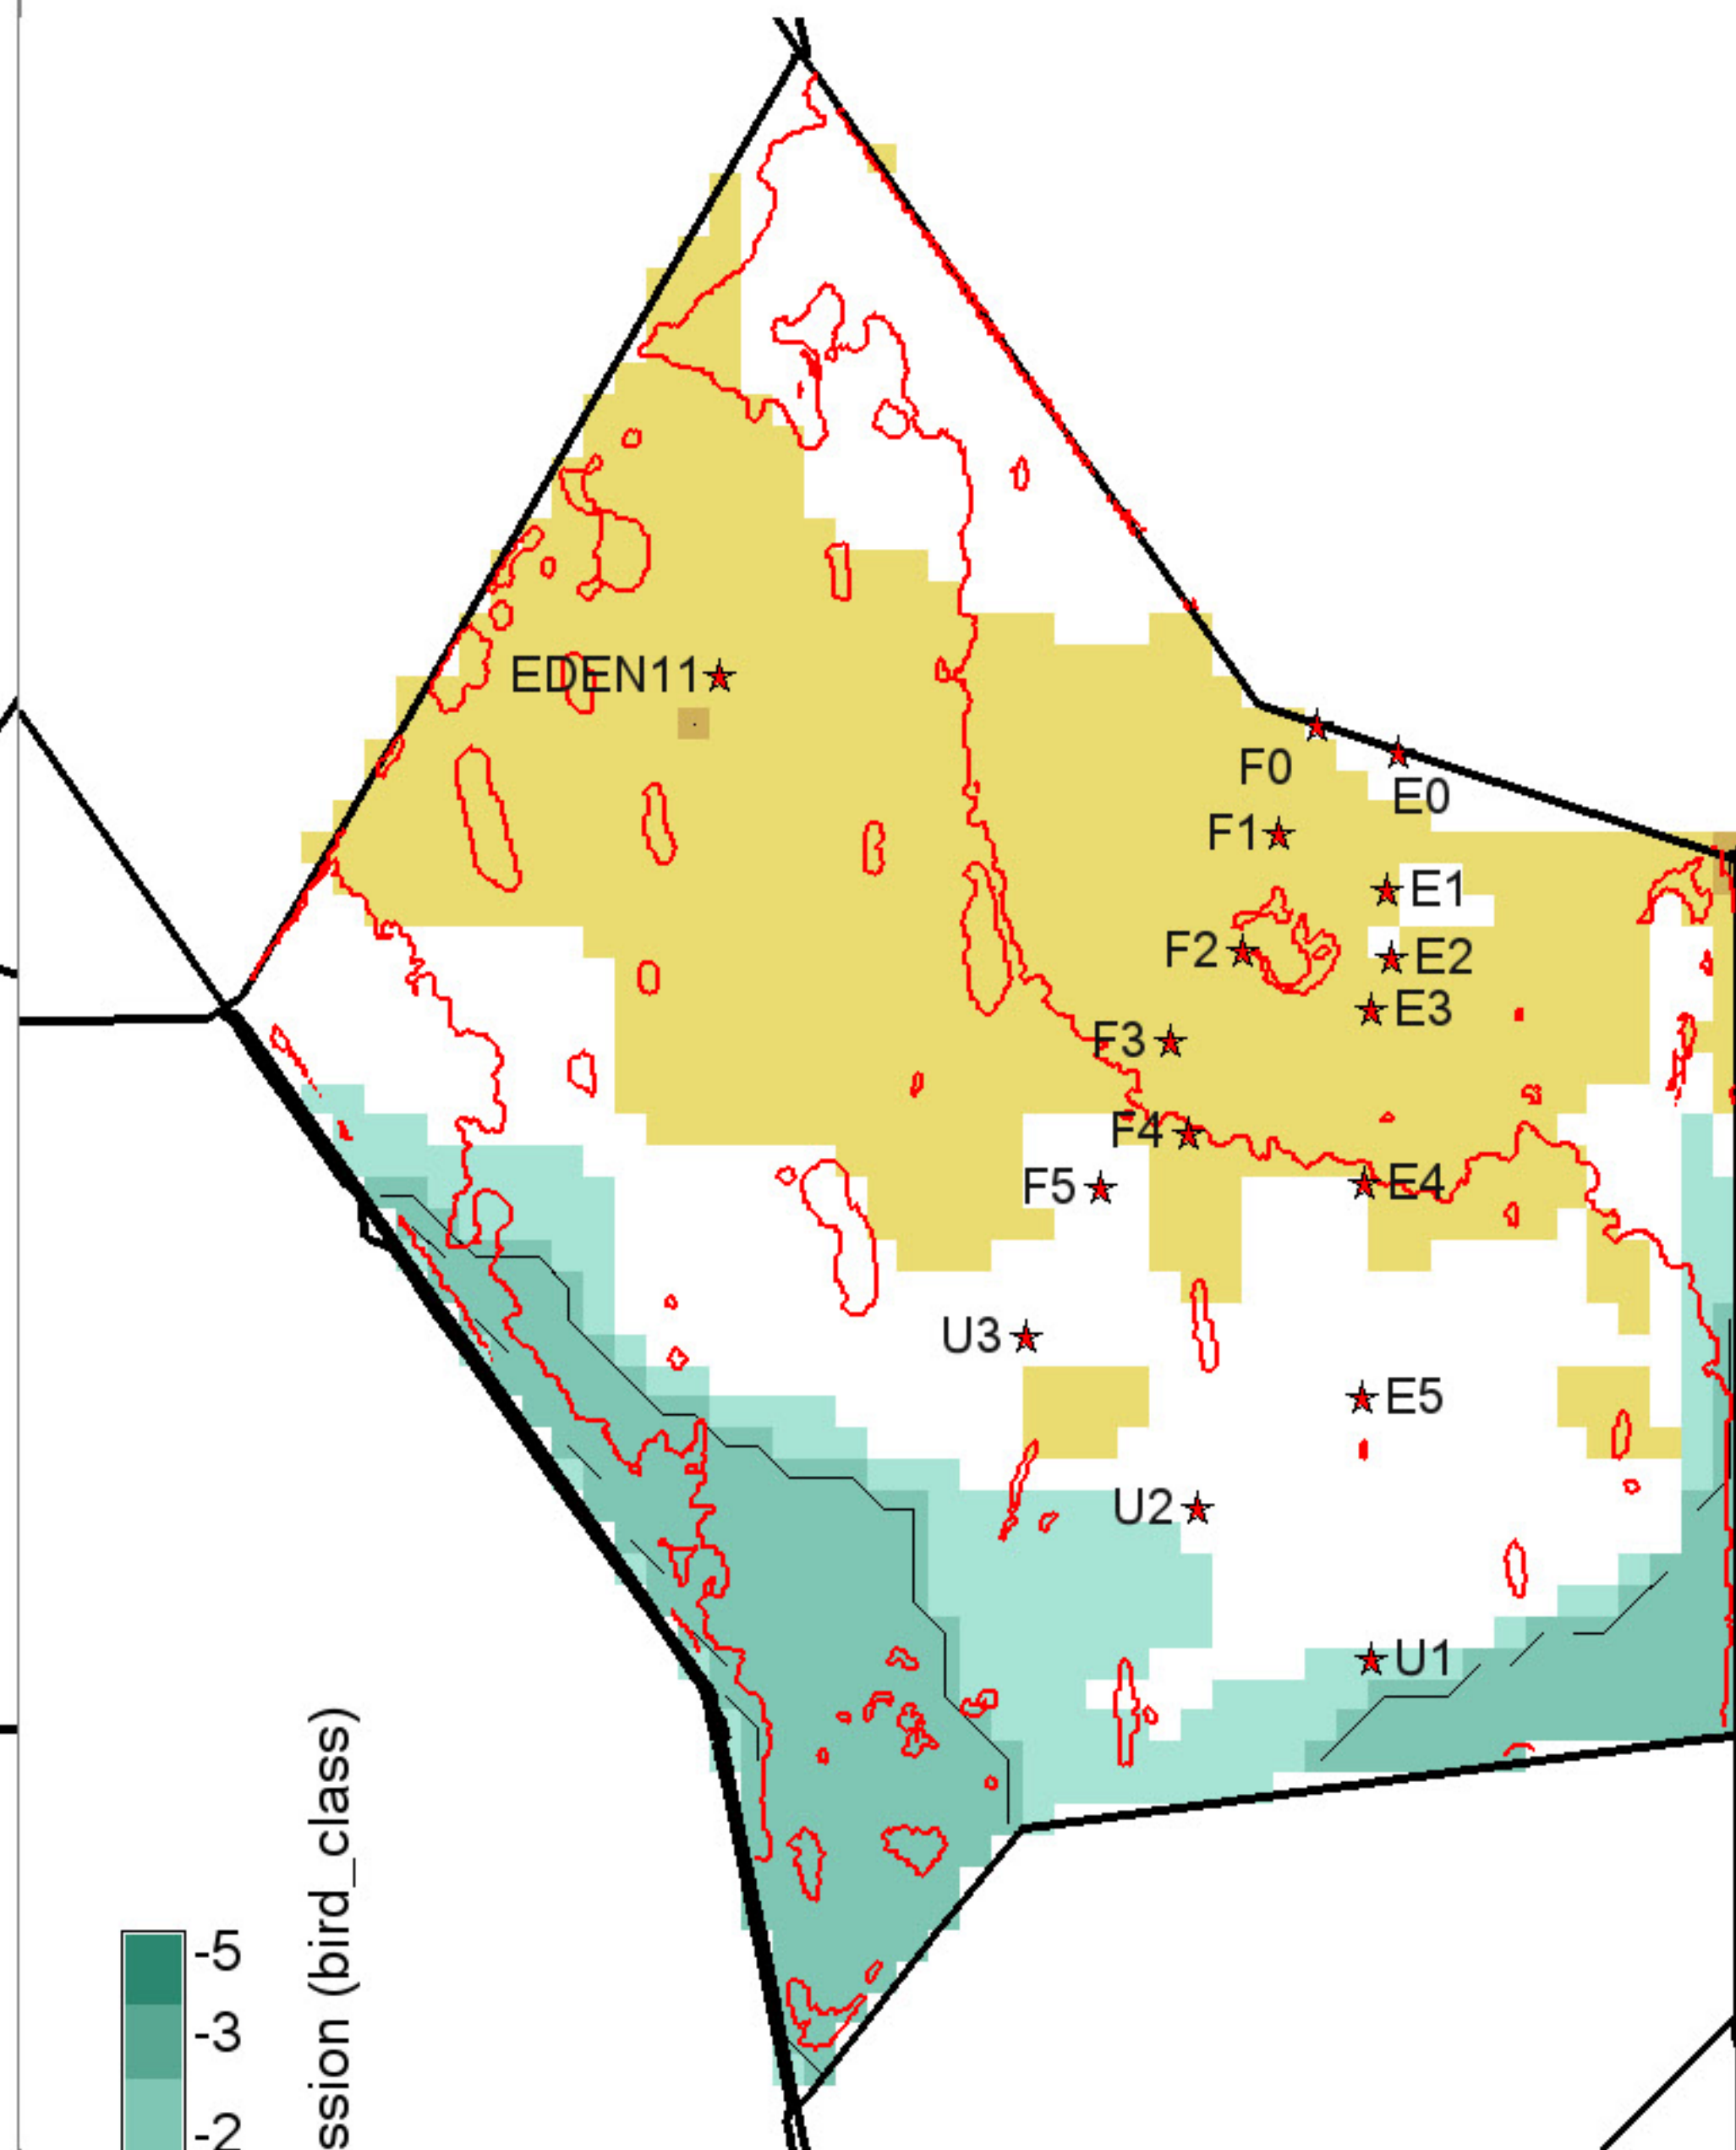 EDEN11
F0
E0
F1
E1
F2
E2
E3
F3
F4
E4
F5
U3
E5
U2
U1
ssion (bird_class)
-5
-3
-2